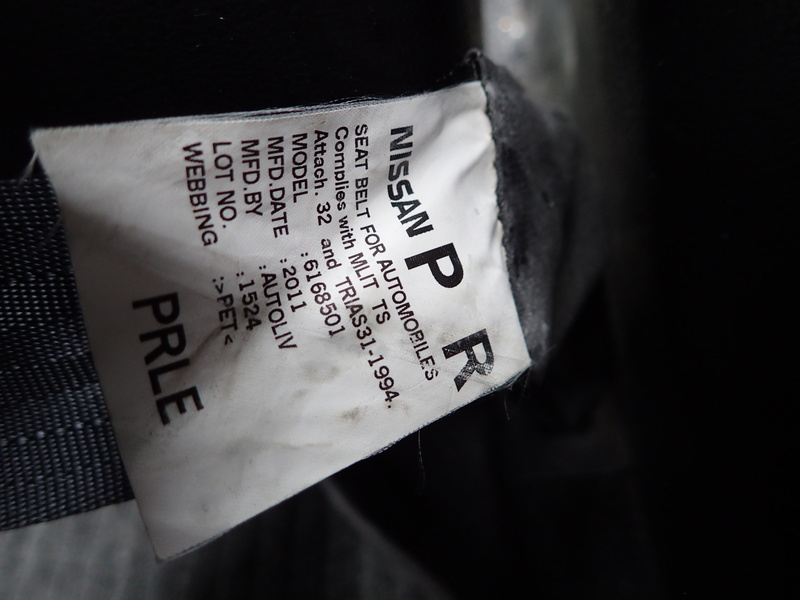 NISSAN P R
SEAT BELT FOR AUTOMOBILES
Complies with MLIT TS
Attach. 32 and TRIAS31-1994.
MODEL :6168501
MFD.DATE :2011
MFD.BY :AUTOLIV
LOT NO. :1524
WEBBING :>PET<
PRLE